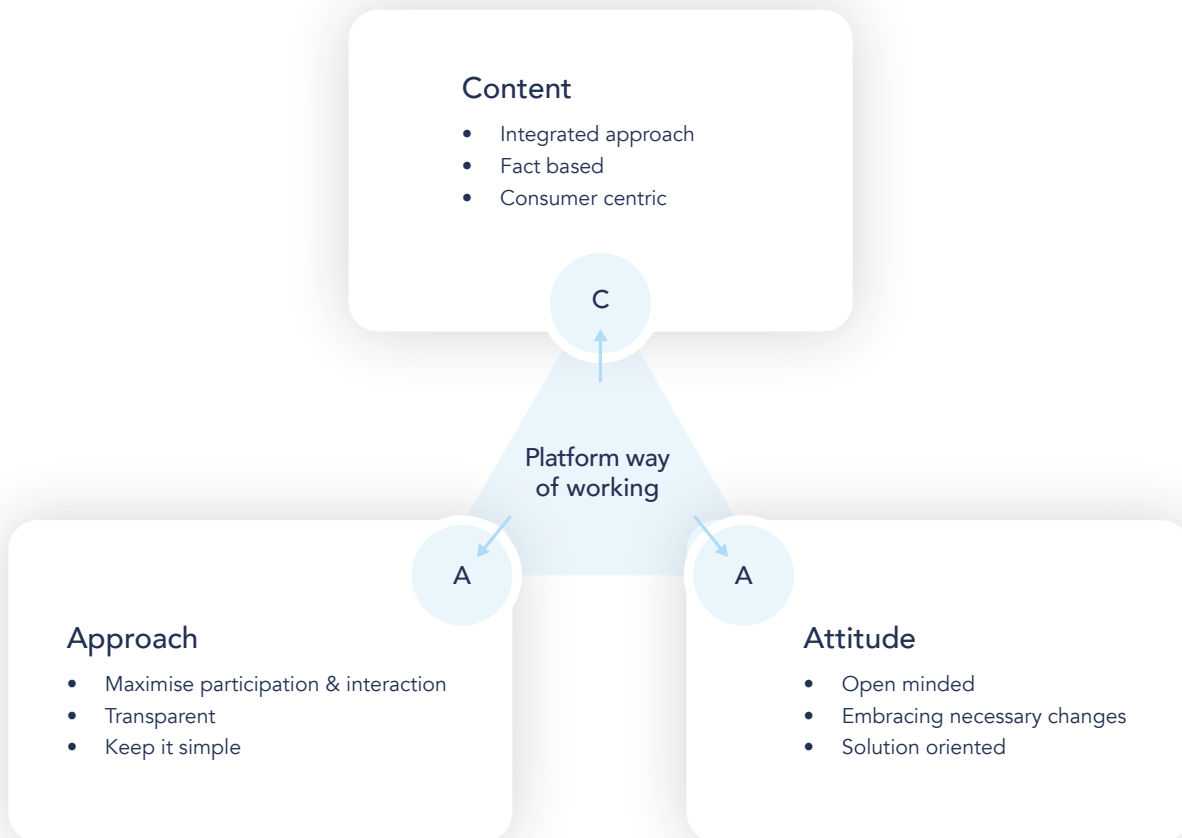 Content
• Integrated approach
• Fact based
• Consumer centric
C
Platform way
of working
A
A
Approach
• Maximise participation & interaction
• Transparent
• Keep it simple
Attitude
• Open minded
• Embracing necessary changes
• Solution oriented